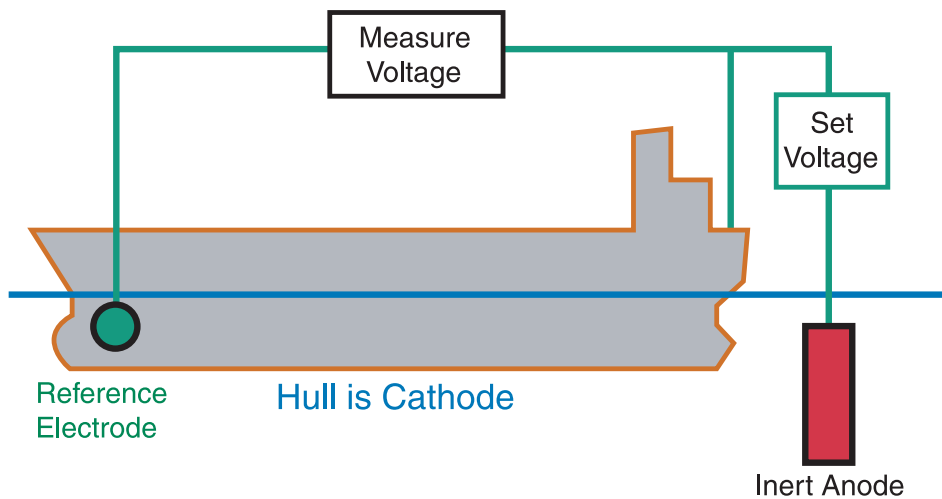 Measure
Voltage
Set
Voltage
Reference
Electrode
Hull is Cathode
Inert Anode